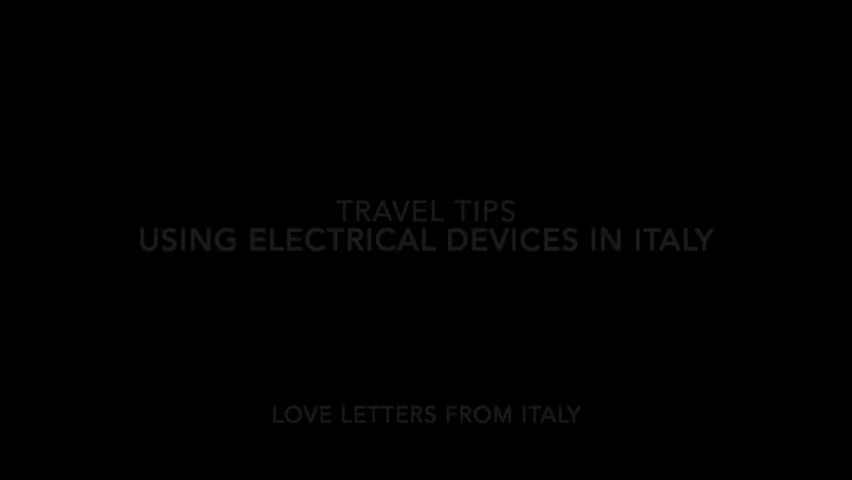 TRAVEL TIPS
USING ELECTRICAL DEVICES IN ITALY
LOVE LETTERS FROM ITALY